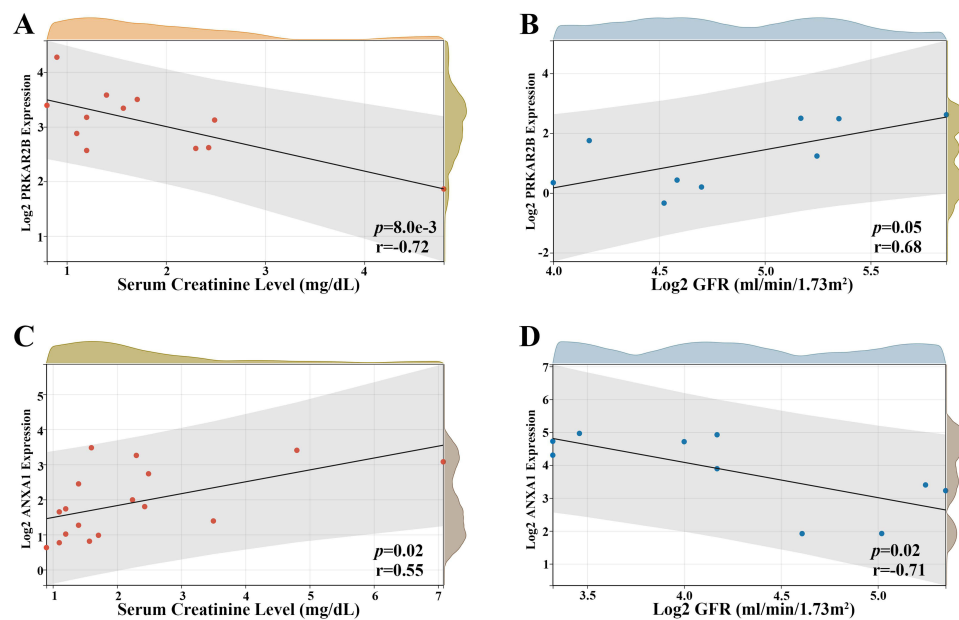 A
Log2 PRKAR2B Expression
4
3
2
1
p=8.0e-3
r=-0.72
1 2 3 4
Serum Creatinine Level (mg/dL)
B
Log2 PRKAR2B Expression
4
2
0
-2
p=0.05
r=0.68
4.0 4.5 5.0 5.5
Log2 GFR (ml/min/1.73m²)
C
Log2 ANXA1 Expression
5
4
3
2
1
0
p=0.02
r=0.55
1 2 3 4 5 6 7
Serum Creatinine Level (mg/dL)
D
Log2 ANXA1 Expression
7
6
5
4
3
2
1
p=0.02
r=-0.71
3.5 4.0 4.5 5.0
Log2 GFR (ml/min/1.73m²)